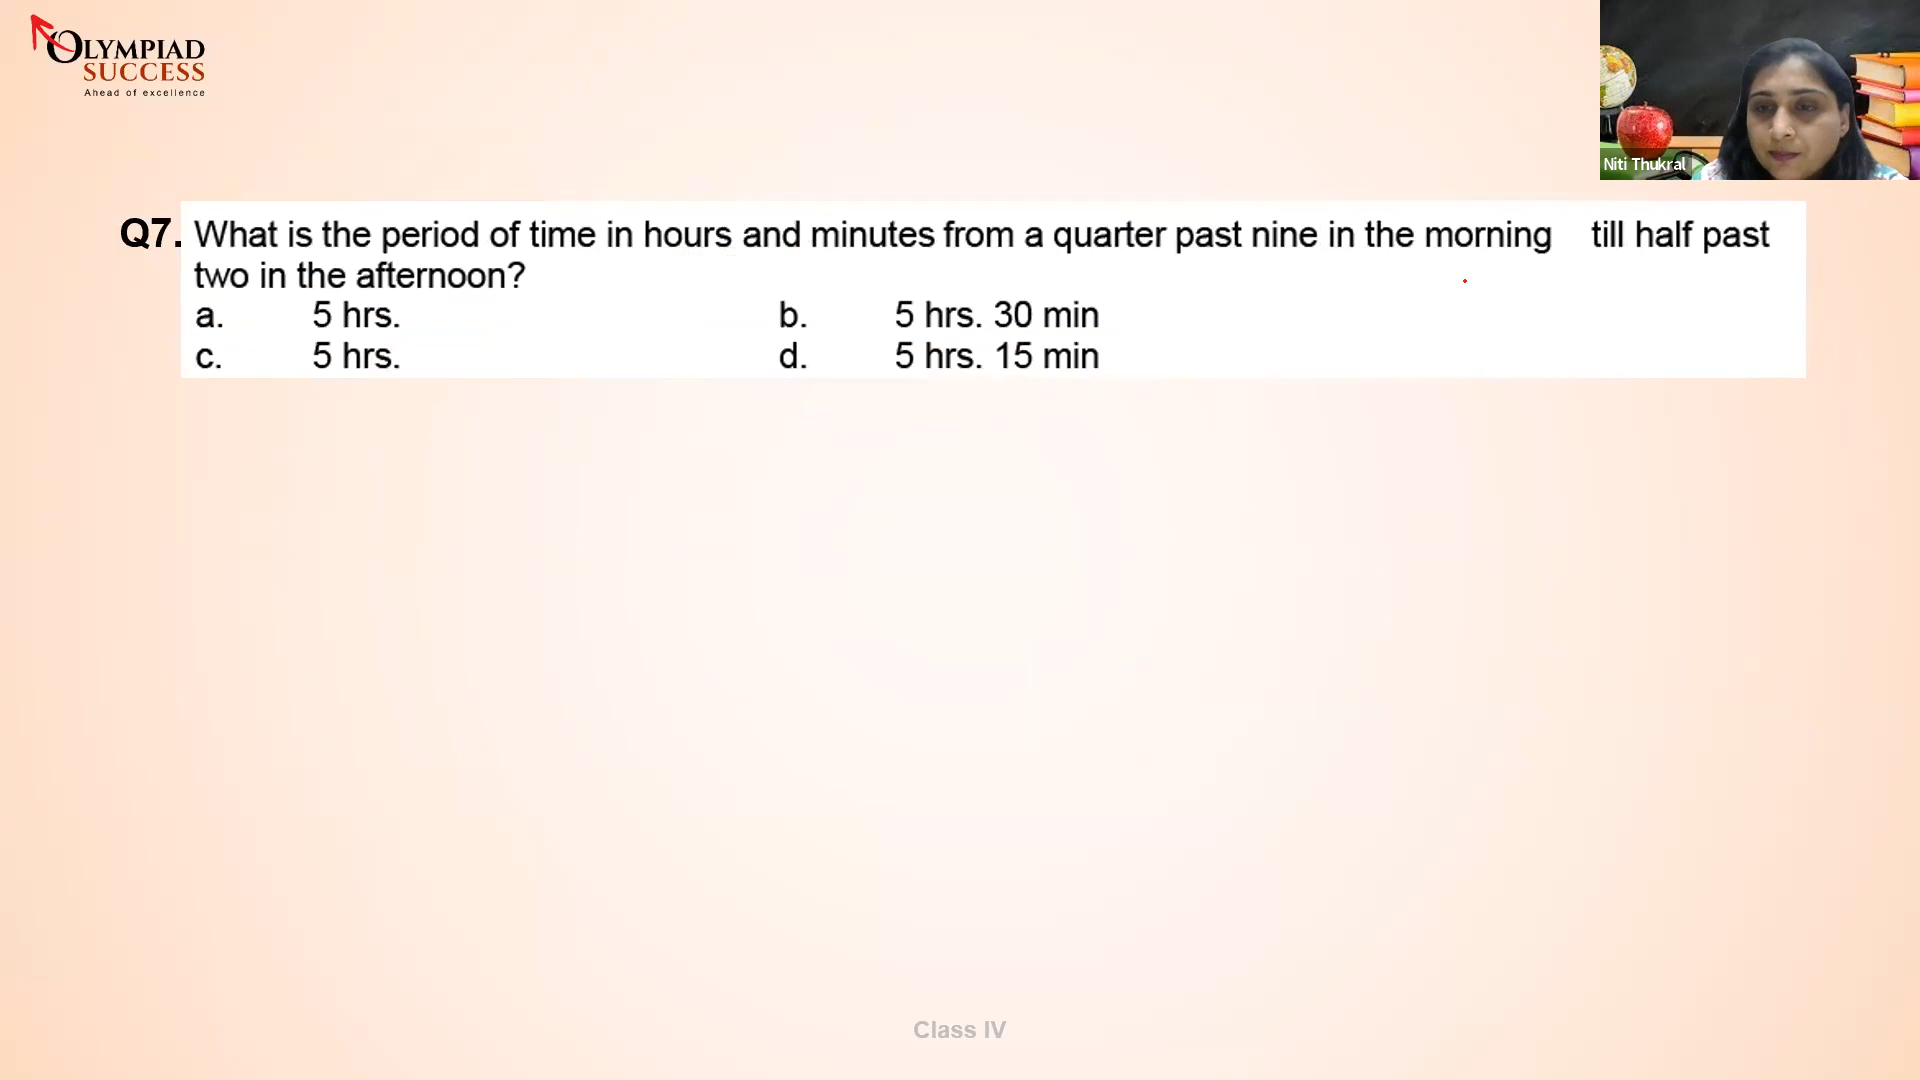 OLYMPIAD
SUCCESS
Ahead of excellence
Niti Thukral
Q7. What is the period of time in hours and minutes from a quarter past nine in the morning till half past
two in the afternoon?
a. 5 hrs. b. 5 hrs. 30 min
c. 5 hrs. d. 5 hrs. 15 min
Class IV